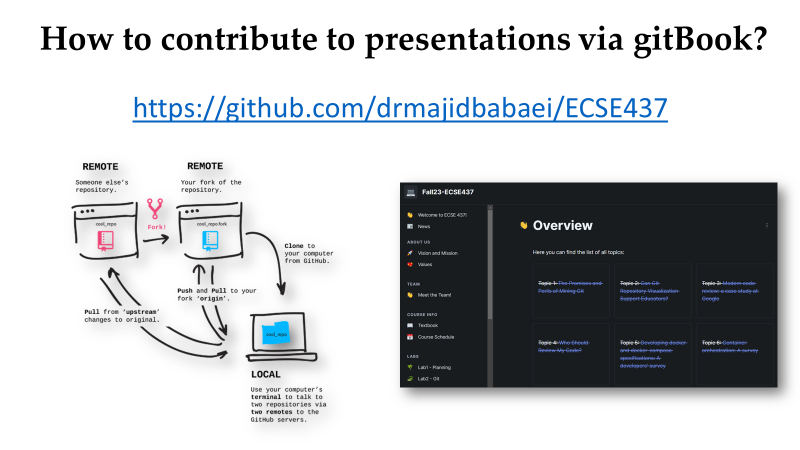 How to contribute to presentations via gitBook?
https://github.com/drmajidbabaei/ECSE437
REMOTE
Someone else's
repository.
REMOTE
Your fork of the
repository.
cool_repo
Fork!
cool_repo fork
Clone to
your computer
from GitHub.
Push and Pull to your
fork 'origin'.
Pull from 'upstream'
changes to original.
cool_repo
LOCAL
Use your computer's
terminal to talk to
two repositories via
two remotes to the
GitHub servers.
Fall23-ECSE437
Welcome to ECSE 437!
News
ABOUT US
Vision and Mission
Values
TEAM
Meet the Team!
COURSE INFO
Textbook
Course Schedule
LABS
Lab1 - Planning
Lab2 - Git
Overview
Here you can find the list of all topics:
Topic 1: The Promises and
Perils of Mining Git
Topic 2: Can Git
Repository Visualization
Support Educators?
Topic 3: Modern code
review: a case study at
Google
Topic 4: Who Should
Review My Code?
Topic 5: Developing docker
and docker-compose
specifications: A
developers' survey
Topic 6: Container
orchestration: A survey